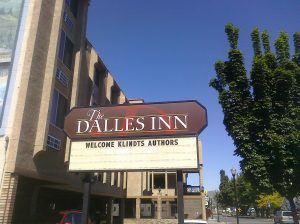 The
DALLES INN
WELCOME KLINDTS AUTHORS